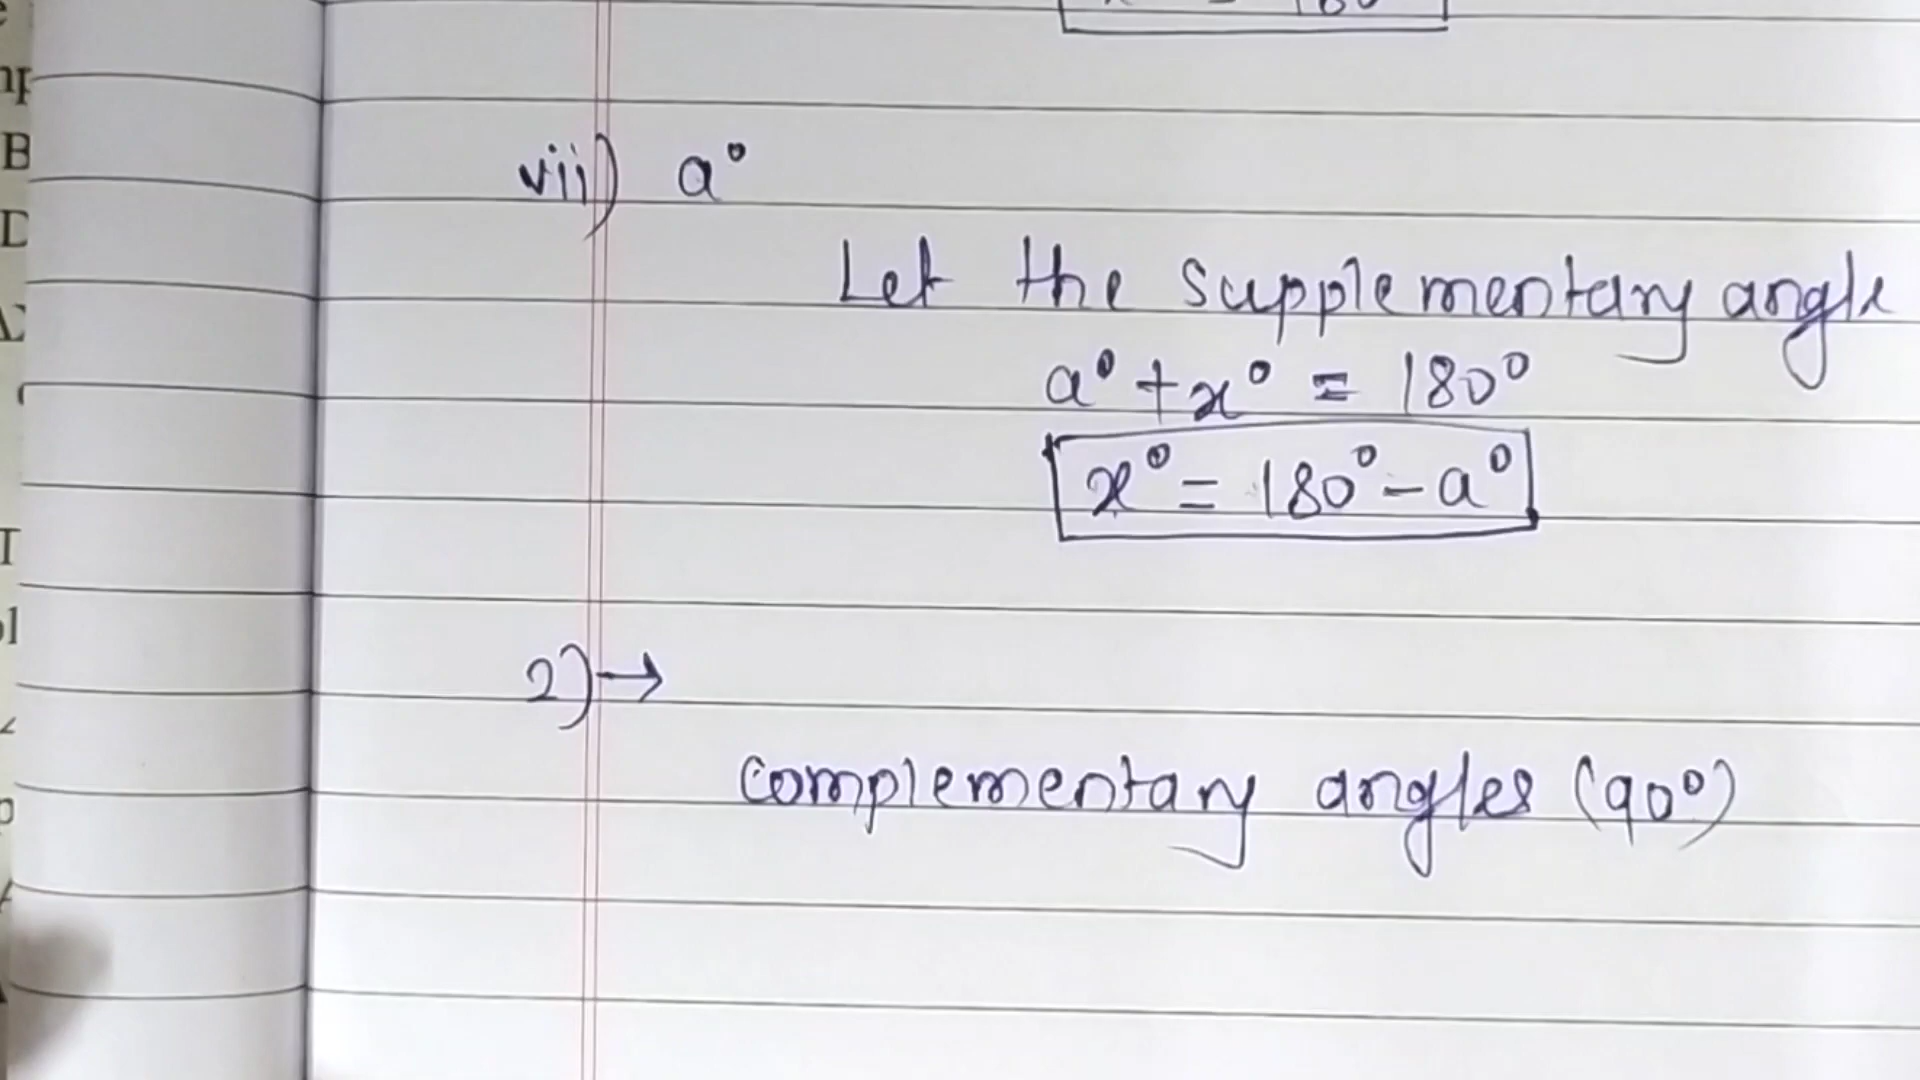 vii) a°
Let the supplementary angle
a° + x° = 180°
x° = 180° - a°
2) →
complementary angles (90°)